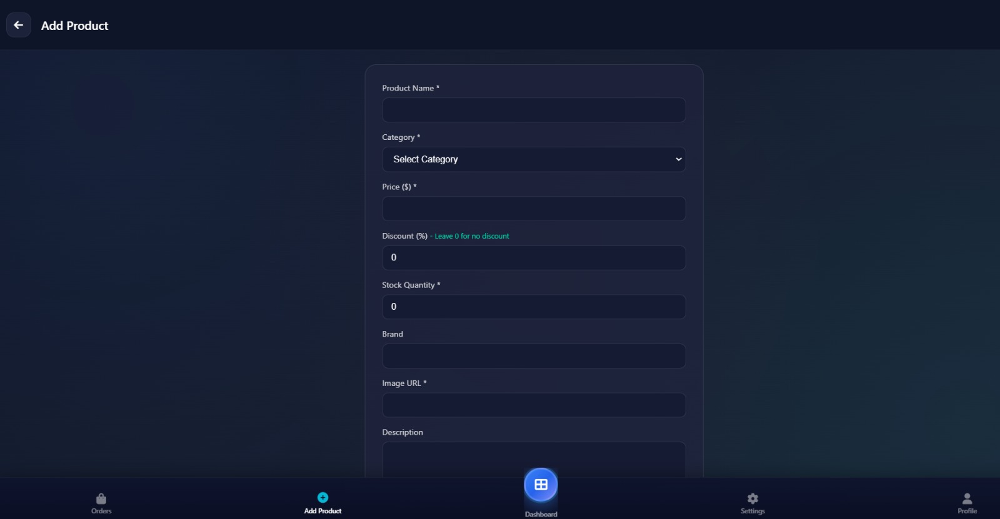 Add Product
Product Name *
Category *
Select Category
Price ($) *
Discount (%) - Leave 0 for no discount
0
Stock Quantity *
0
Brand
Image URL *
Description
Orders
Add Product
Dashboard
Settings
Profile